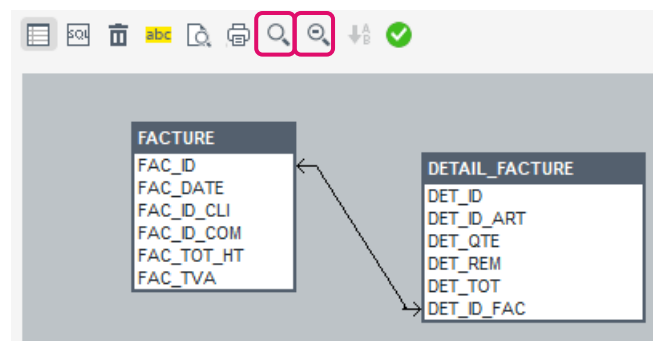 SQL
abc
A
B
FACTURE
FAC_ID
FAC_DATE
FAC_ID_CLI
FAC_ID_COM
FAC_TOT_HT
FAC_TVA
DETAIL_FACTURE
DET_ID
DET_ID_ART
DET_QTE
DET_REM
DET_TOT
DET_ID_FAC